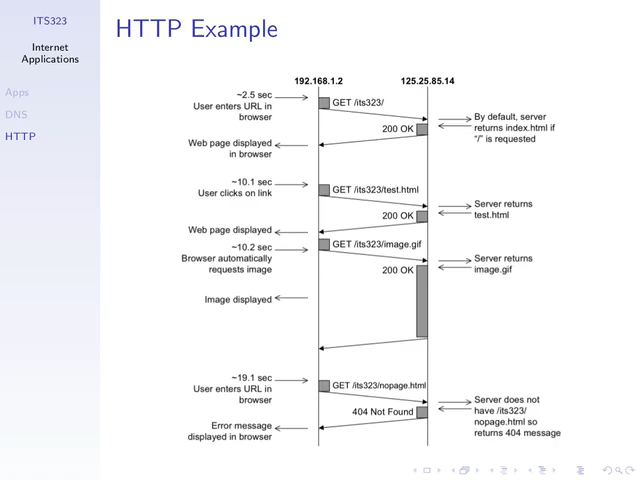 ITS323
Internet
Applications
Apps
DNS
HTTP
HTTP Example
192.168.1.2
125.25.85.14
~2.5 sec
User enters URL in
browser
GET /its323/
By default, server
returns index.html if
"/" is requested
200 OK
Web page displayed
in browser
~10.1 sec
User clicks on link
GET /its323/test.html
Server returns
test.html
200 OK
Web page displayed
~10.2 sec
Browser automatically
requests image
GET /its323/image.gif
Server returns
image.gif
200 OK
Image displayed
~19.1 sec
User enters URL in
browser
GET /its323/nopage.html
Server does not
have /its323/
nopage.html so
returns 404 message
404 Not Found
Error message
displayed in browser